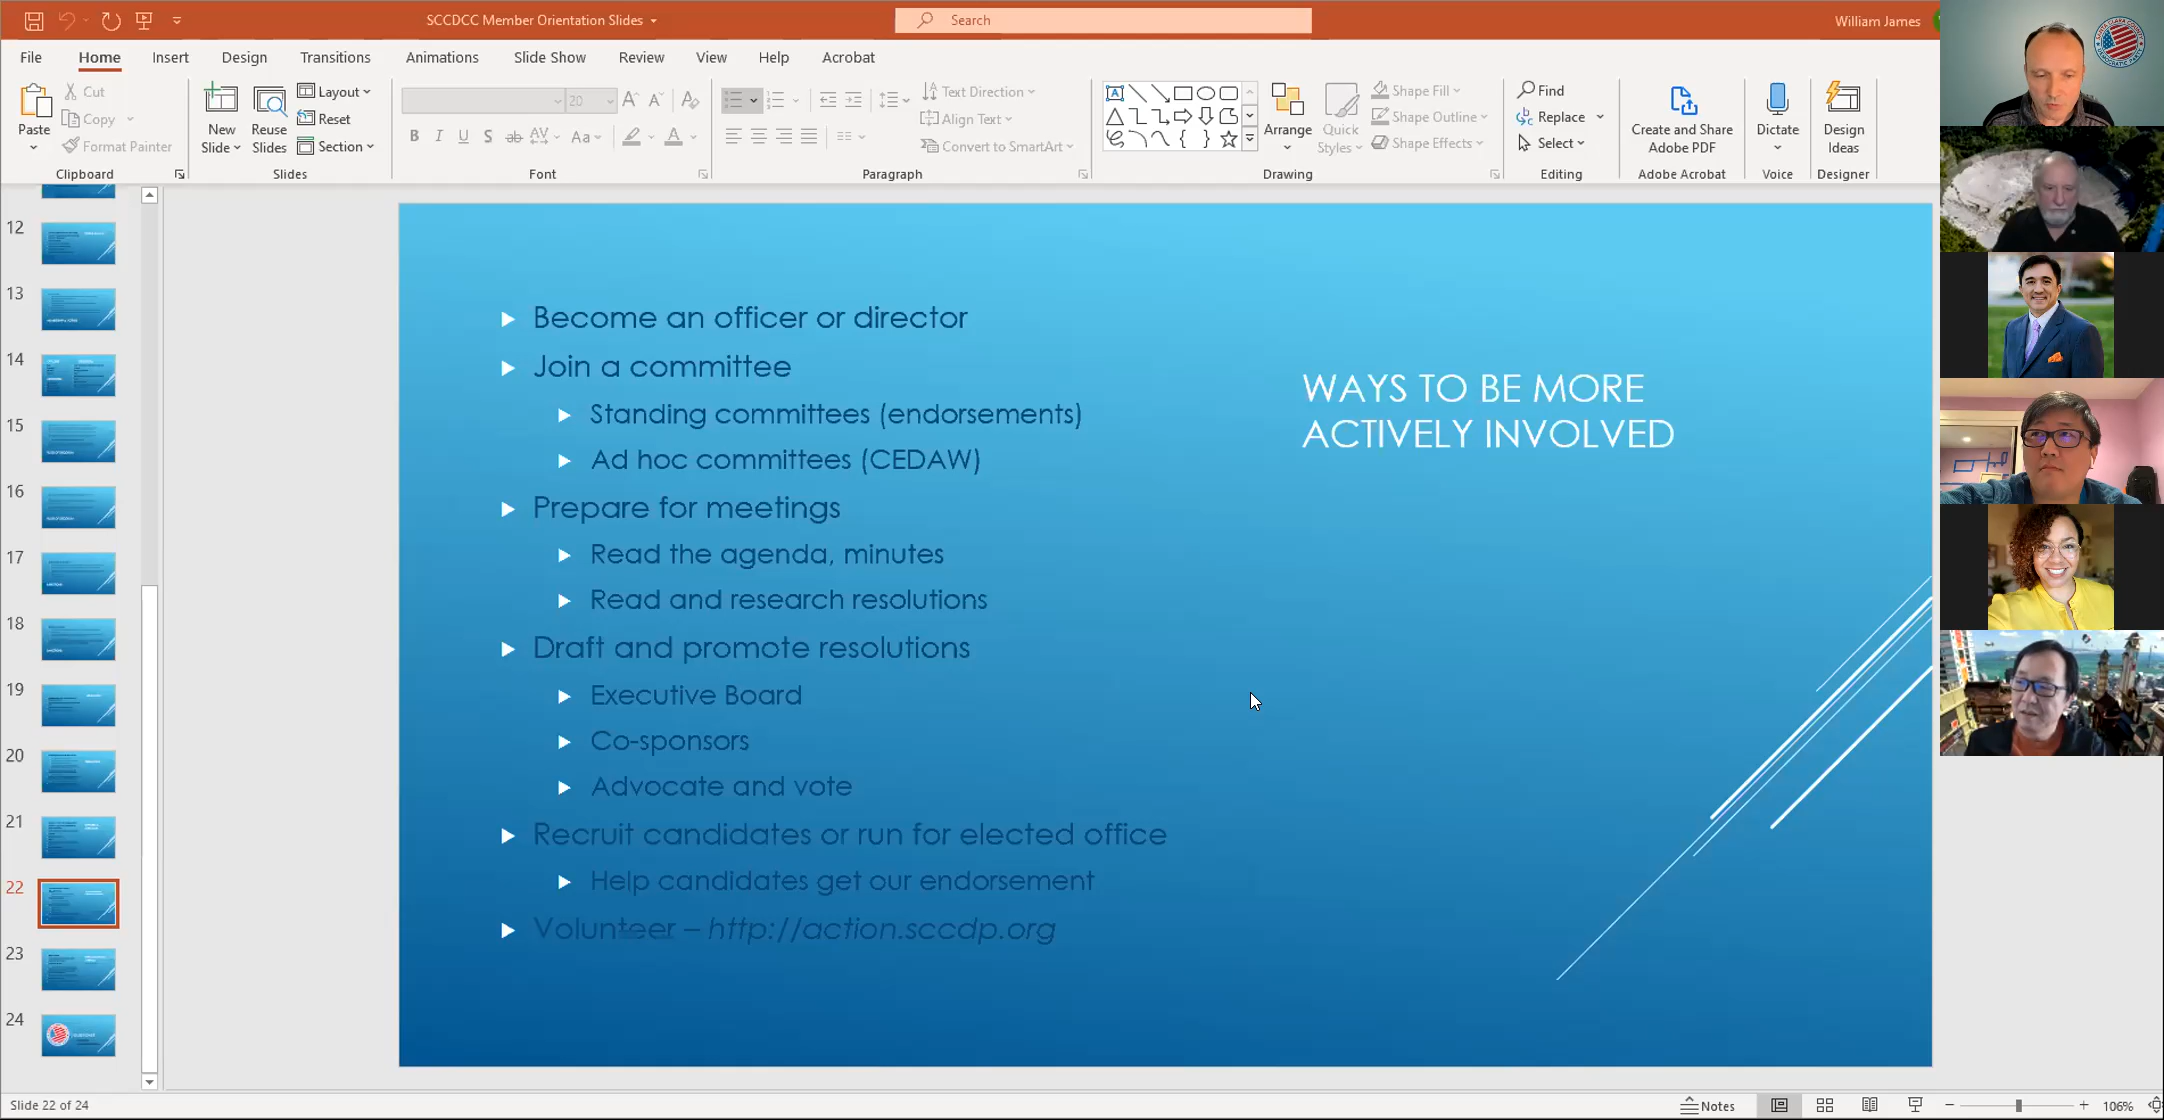 SCCDCC Member Orientation Slides
Search
William James
File Home Insert Design Transitions Animations Slide Show Review View Help Acrobat
Paste
Cut
Copy
Format Painter
Clipboard
New Slide
Reuse Slides
Layout
Reset
Section
Slides
20
Font
Text Direction
Align Text
Convert to SmartArt
Paragraph
Arrange
Quick Styles
Shape Fill
Shape Outline
Shape Effects
Drawing
Find
Replace
Select
Editing
Create and Share Adobe PDF
Adobe Acrobat
Dictate
Voice
Design Ideas
Designer
12
13
14
15
16
17
18
19
20
21
22
23
24
Become an officer or director
Join a committee
Standing committees (endorsements)
Ad hoc committees (CEDAW)
Prepare for meetings
Read the agenda, minutes
Read and research resolutions
Draft and promote resolutions
Executive Board
Co-sponsors
Advocate and vote
Recruit candidates or run for elected office
Help candidates get our endorsement
Volunteer – http://action.sccdp.org
WAYS TO BE MORE
ACTIVELY INVOLVED
Slide 22 of 24
Notes
106%